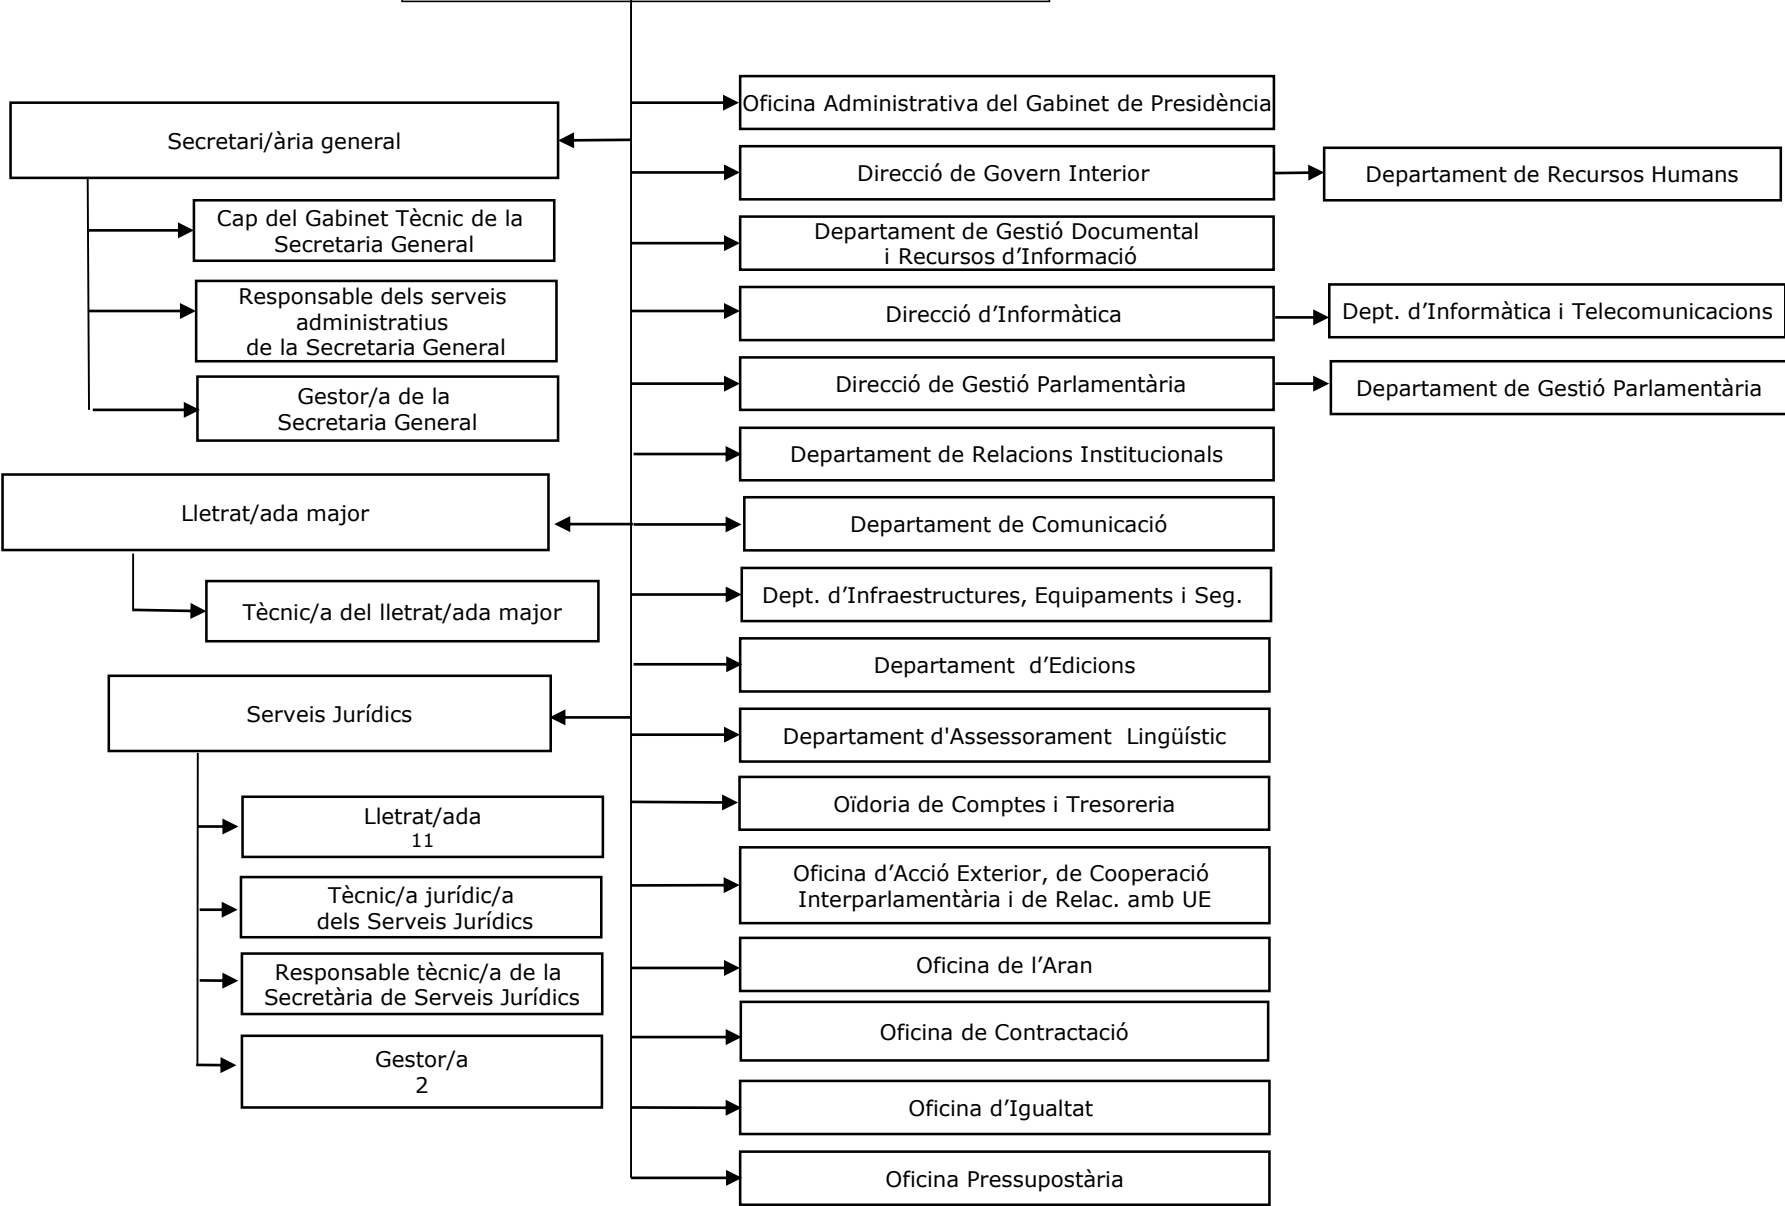 Secretari/ària general
Cap del Gabinet Tècnic de la
Secretaria General
Responsable dels serveis
administratius
de la Secretaria General
Gestor/a de la
Secretaria General
Lletrat/ada major
Tècnic/a del lletrat/ada major
Serveis Jurídics
Lletrat/ada
11
Tècnic/a jurídic/a
dels Serveis Jurídics
Responsable tècnic/a de la
Secretària de Serveis Jurídics
Gestor/a
2
Oficina Administrativa del Gabinet de Presidència
Direcció de Govern Interior
Departament de Recursos Humans
Departament de Gestió Documental
i Recursos d’Informació
Direcció d’Informàtica
Dept. d’Informàtica i Telecomunicacions
Direcció de Gestió Parlamentària
Departament de Gestió Parlamentària
Departament de Relacions Institucionals
Departament de Comunicació
Dept. d’Infraestructures, Equipaments i Seg.
Departament  d’Edicions
Departament d'Assessorament  Lingüístic
Oïdoria de Comptes i Tresoreria
Oficina d’Acció Exterior, de Cooperació
Interparlamentària i de Relac. amb UE
Oficina de l’Aran
Oficina de Contractació
Oficina d’Igualtat
Oficina Pressupostària